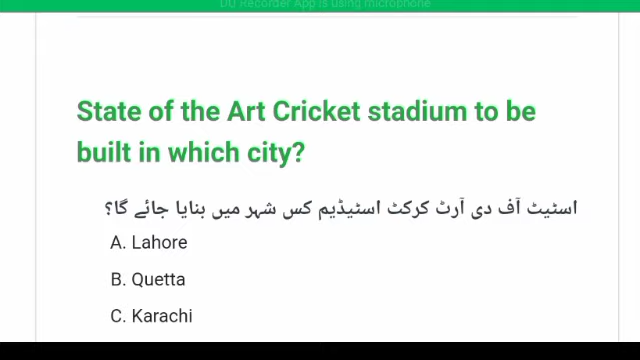 DU Recorder App is using microphone
State of the Art Cricket stadium to be
built in which city?
اسٹیٹ آف دی آرٹ کرکٹ اسٹیڈیم کس شہر میں بنایا جائے گا؟
A. Lahore
B. Quetta
C. Karachi